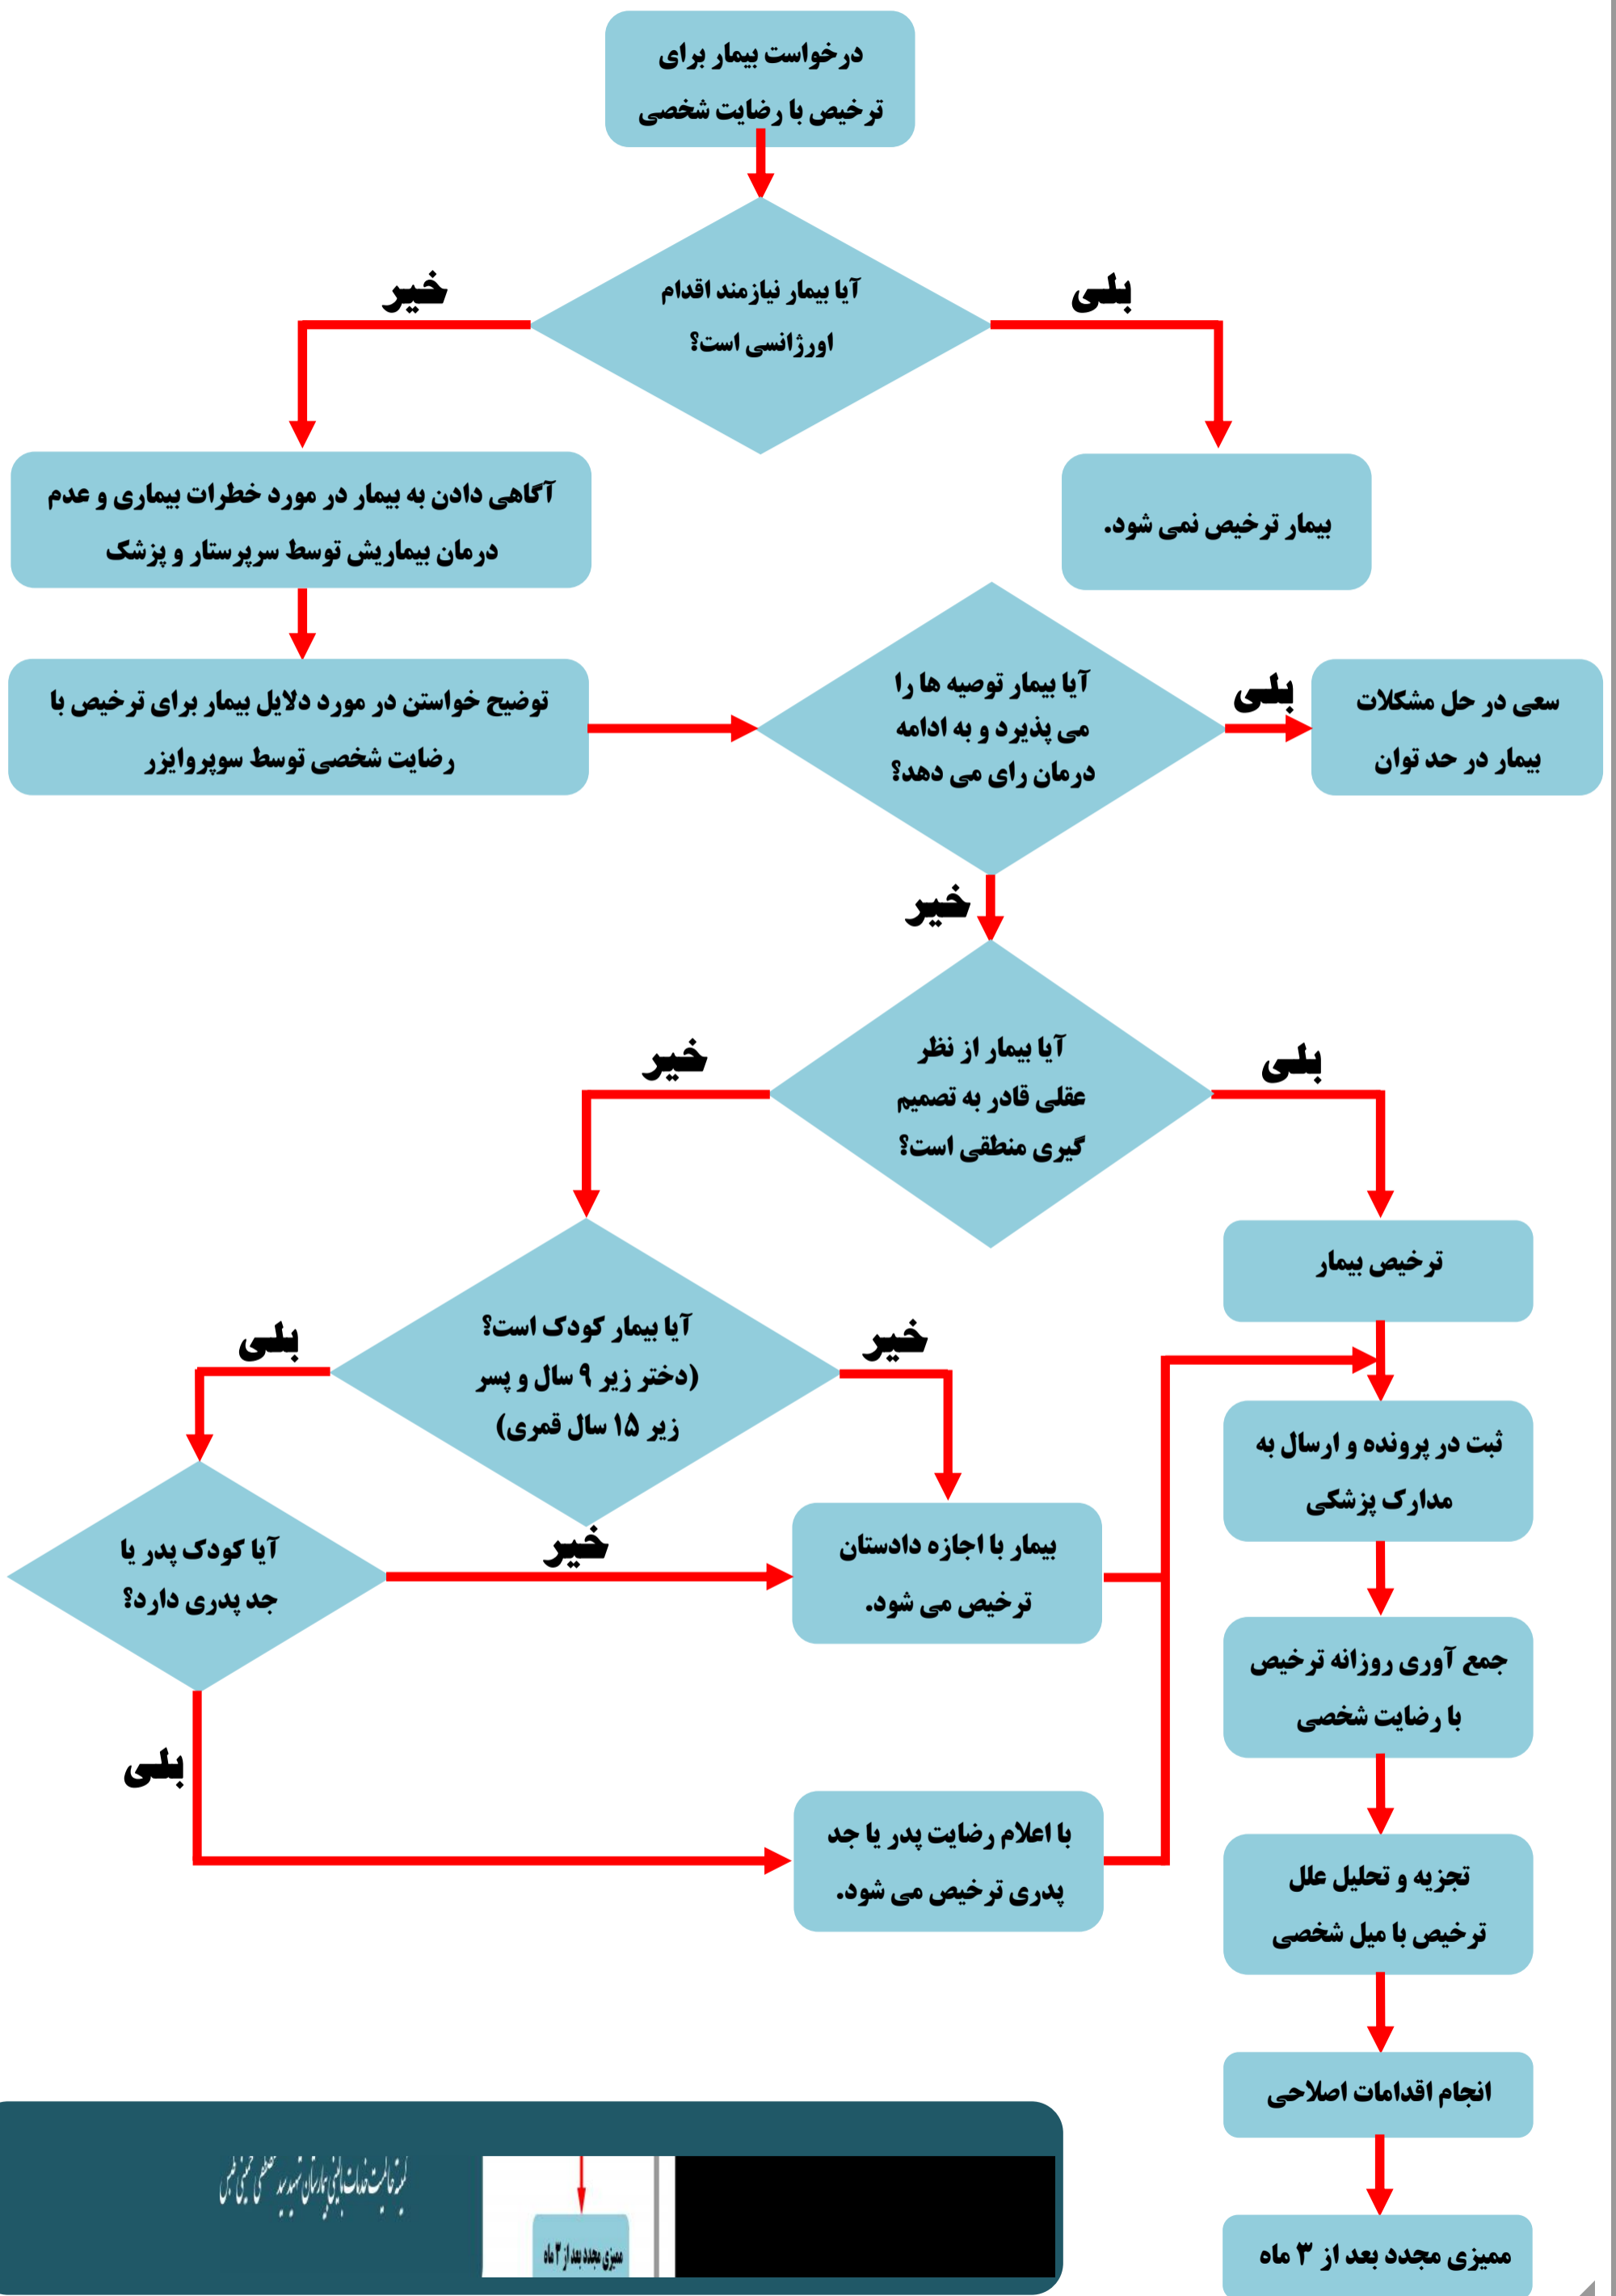 درخواست بیمار برای
ترخیص با رضایت شخصی
آیا بیمار نیازمند اقدام
اورژانسی است؟
بلی
خیر
بیمار ترخیص نمی شود.
آگاهی دادن به بیمار در مورد خطرات بیماری و عدم
درمان بیماریش توسط سرپرستار و پزشک
توضیح خواستن در مورد دلایل بیمار برای ترخیص با
رضایت شخصی توسط سوپروایزر
آیا بیمار توصیه ها را
می پذیرد و به ادامه
درمان رای می دهد؟
بلی
سعی در حل مشکلات
بیمار در حد توان
خیر
آیا بیمار از نظر
عقلی قادر به تصمیم
گیری منطقی است؟
بلی
خیر
ترخیص بیمار
آیا بیمار کودک است؟
(دختر زیر ۹ سال و پسر
زیر ۱۵ سال قمری)
خیر
بلی
ثبت در پرونده و ارسال به
مدارک پزشکی
آیا کودک پدر یا
جد پدری دارد؟
خیر
بیمار با اجازه دادستان
ترخیص می شود.
جمع آوری روزانه ترخیص
با رضایت شخصی
بلی
با اعلام رضایت پدر یا جد
پدری ترخیص می شود.
تجزیه و تحلیل علل
ترخیص با میل شخصی
انجام اقدامات اصلاحی
ممیزی مجدد بعد از ۳ ماه
ممیزی مجدد بعد از ۳ ماه